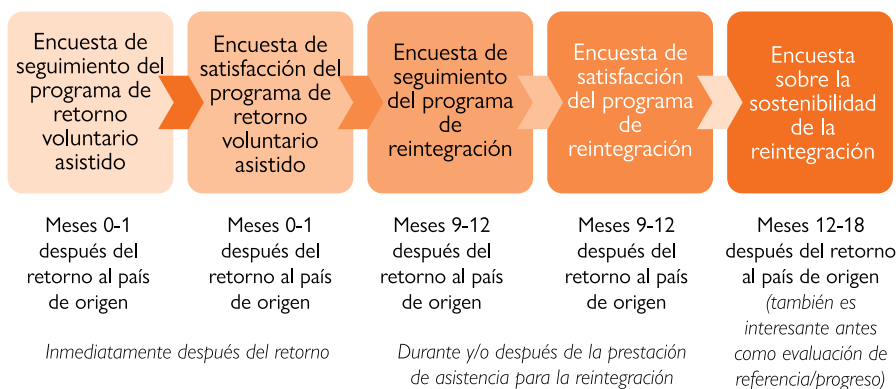 Encuesta de
seguimiento del
programa de
retorno
voluntario
asistido
Encuesta de
satisfacción del
programa de
retorno
voluntario
asistido
Encuesta de
seguimiento
del programa
de
reintegración
Encuesta de
satisfacción
del programa
de
reintegración
Encuesta
sobre la
sostenibilidad
de la
reintegración
Meses 0-1
después del
retorno al país
de origen
Meses 0-1
después del
retorno al país
de origen
Meses 9-12
después del
retorno al país
de origen
Meses 9-12
después del
retorno al país
de origen
Meses 12-18
después del retorno
al país de origen
(también es
interesante antes
como evaluación de
referencia/progreso)
Inmediatamente después del retorno
Durante y/o después de la prestación
de asistencia para la reintegración